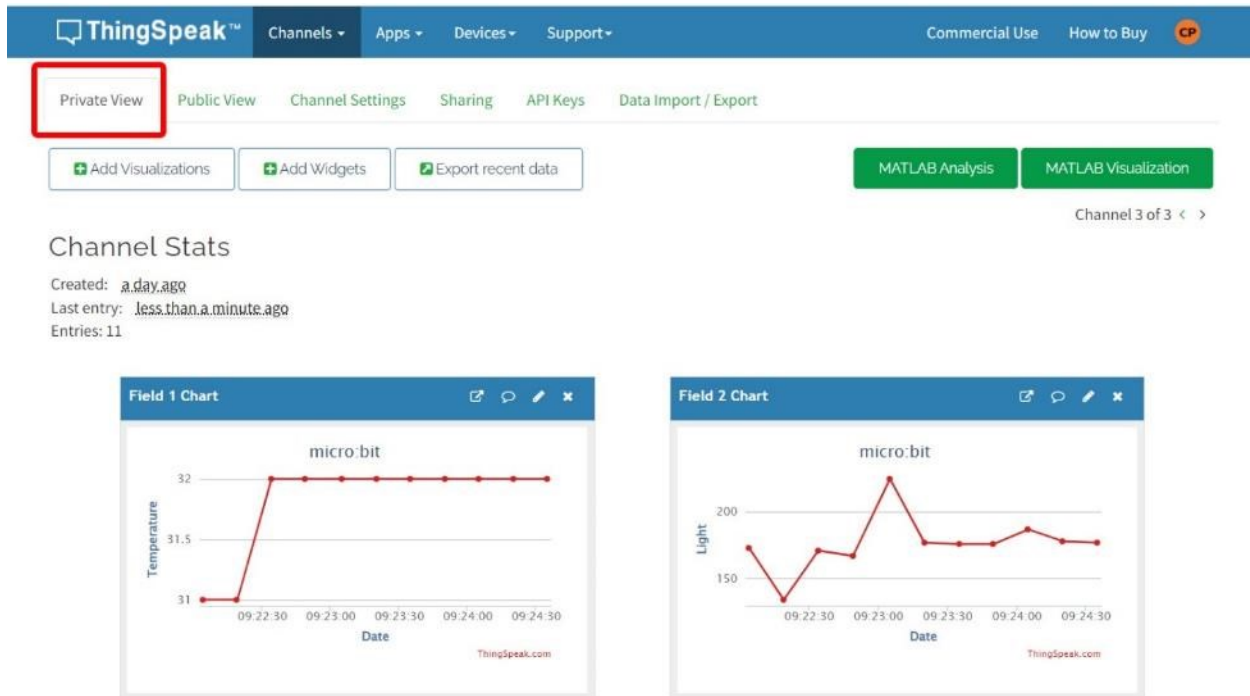 ThingSpeak™ Channels Apps Devices Support Commercial Use How to Buy CP
Private View Public View Channel Settings Sharing API Keys Data Import / Export
Add Visualizations Add Widgets Export recent data MATLAB Analysis MATLAB Visualization
Channel 3 of 3 < >
Channel Stats
Created: a day ago
Last entry: less than a minute ago
Entries: 11
Field 1 Chart
micro:bit
Temperature
32
31.5
31
09:22:30 09:23:00 09:23:30 09:24:00 09:24:30
Date
ThingSpeak.com
Field 2 Chart
micro:bit
Light
200
150
09:22:30 09:23:00 09:23:30 09:24:00 09:24:30
Date
ThingSpeak.com